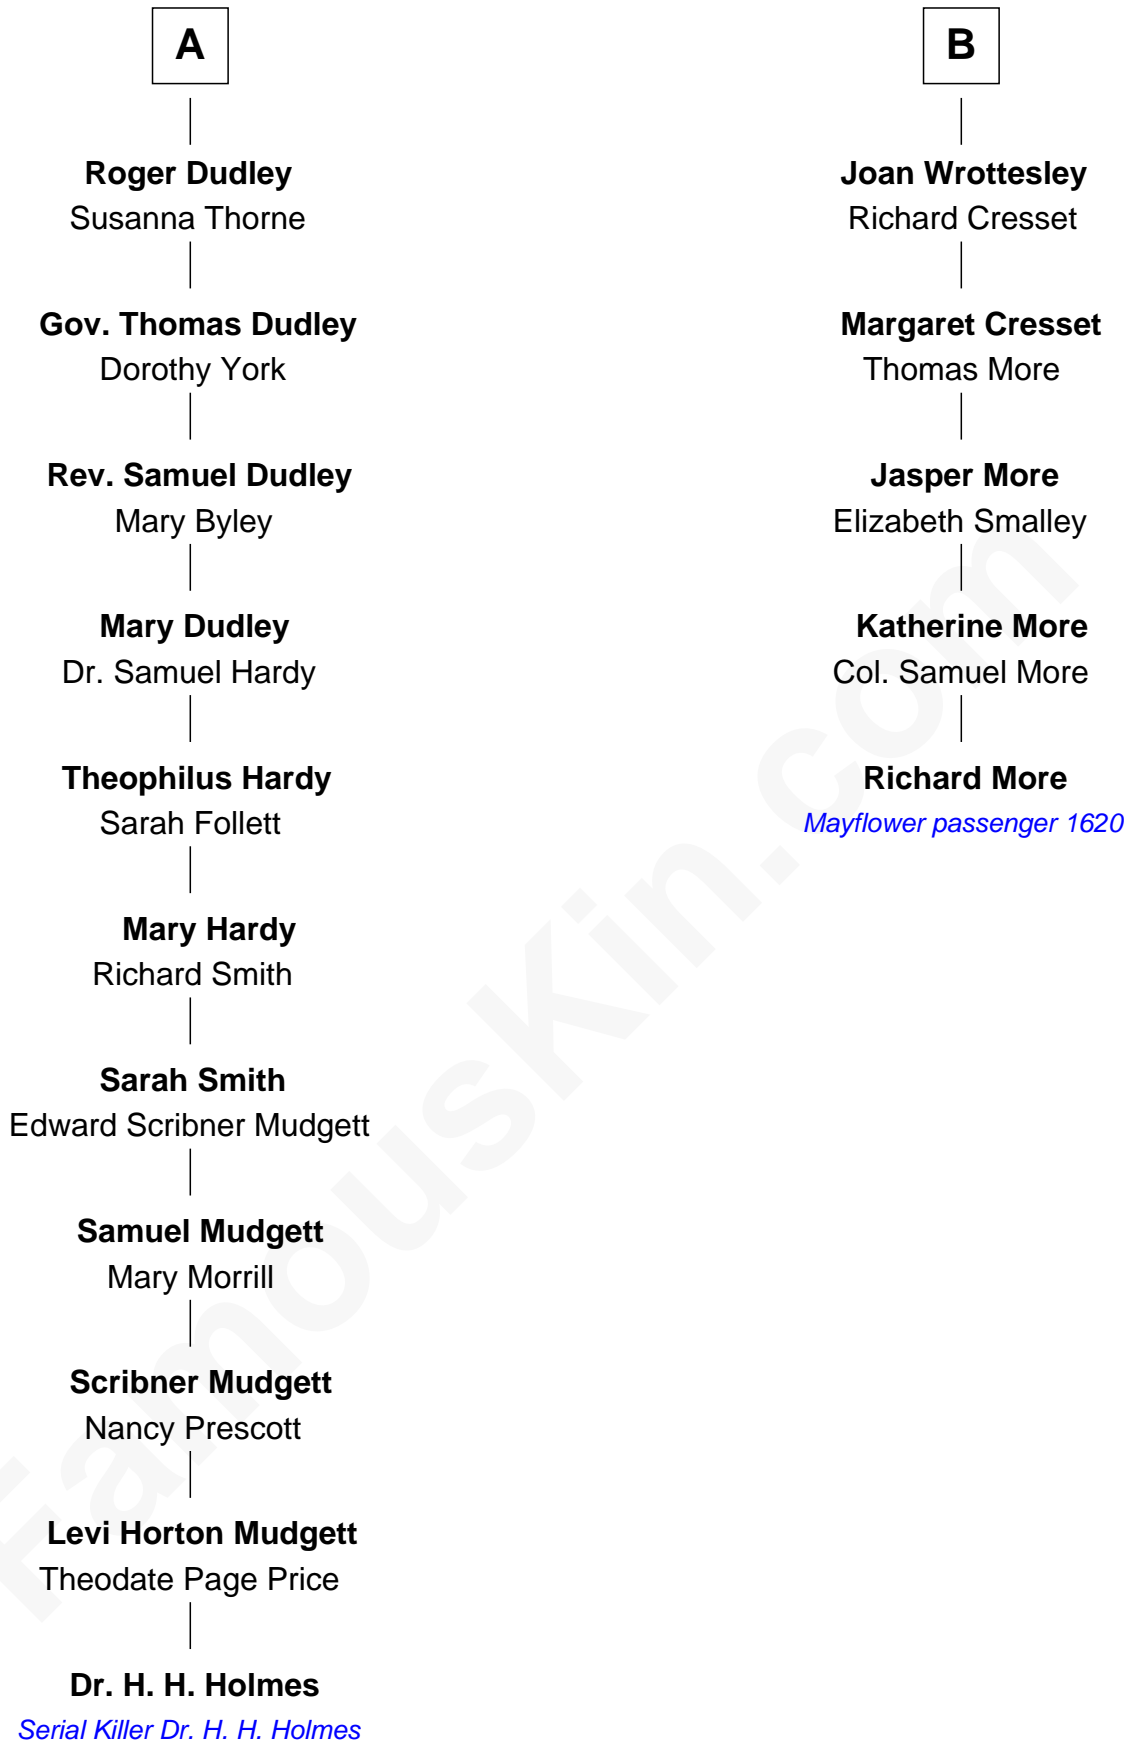 A
Roger Dudley
Susanna Thorne
Gov. Thomas Dudley
Dorothy York
Rev. Samuel Dudley
Mary Byley
Mary Dudley
Dr. Samuel Hardy
Theophilus Hardy
Sarah Follett
Mary Hardy
Richard Smith
Sarah Smith
Edward Scribner Mudgett
Samuel Mudgett
Mary Morrill
Scribner Mudgett
Nancy Prescott
Levi Horton Mudgett
Theodate Page Price
Dr. H. H. Holmes
Serial Killer Dr. H. H. Holmes
B
Joan Wrottesley
Richard Cresset
Margaret Cresset
Thomas More
Jasper More
Elizabeth Smalley
Katherine More
Col. Samuel More
Richard More
Mayflower passenger 1620
FamousKin.com